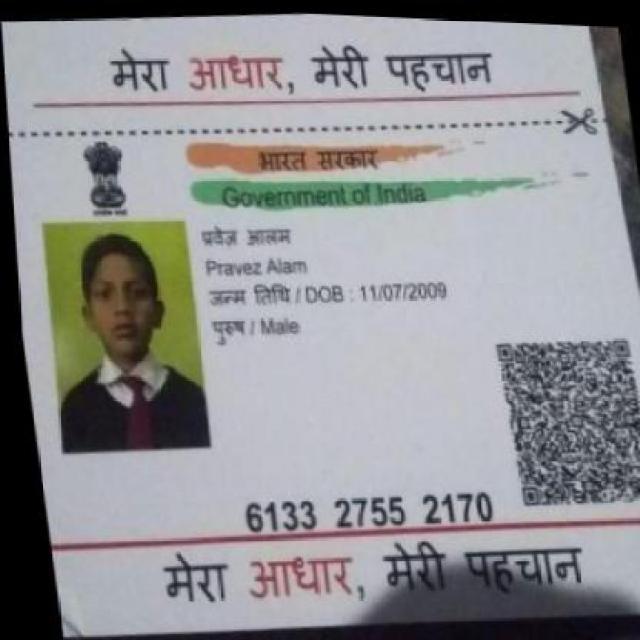 मेरा आधार, मेरी पहचान
भारत सरकार
Government of India
प्रवेज़ आलम
Pravez Alam
जन्म तिथि / DOB : 11/07/2009
पुरुष / Male
6133 2755 2170
मेरा आधार, मेरी पहचान